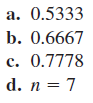 a. 0.5333
b. 0.6667
c. 0.7778
d. n = 7